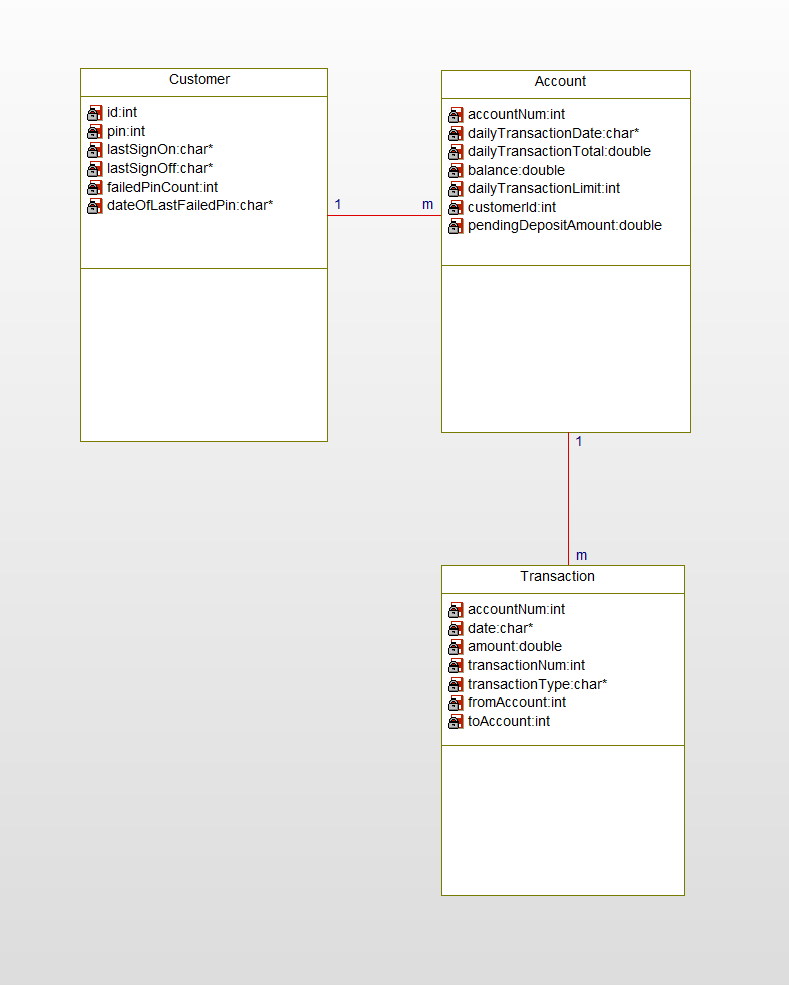 Customer
id:int
pin:int
lastSignOn:char*
lastSignOff:char*
failedPinCount:int
dateOfLastFailedPin:char*
1
m
Account
accountNum:int
dailyTransactionDate:char*
dailyTransactionTotal:double
balance:double
dailyTransactionLimit:int
customerId:int
pendingDepositAmount:double
1
m
Transaction
accountNum:int
date:char*
amount:double
transactionNum:int
transactionType:char*
fromAccount:int
toAccount:int